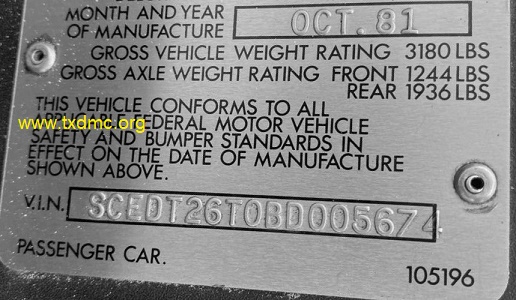 MONTH AND YEAR
OF MANUFACTURE OCT. 81
GROSS VEHICLE WEIGHT RATING 3180 LBS
GROSS AXLE WEIGHT RATING FRONT 1244 LBS
REAR 1936 LBS
THIS VEHICLE CONFORMS TO ALL
www.txdmc.org FEDERAL MOTOR VEHICLE
SAFETY AND BUMPER STANDARDS IN
EFFECT ON THE DATE OF MANUFACTURE
SHOWN ABOVE.
V.I.N. SCEDT26T0BD005674
PASSENGER CAR.
105196